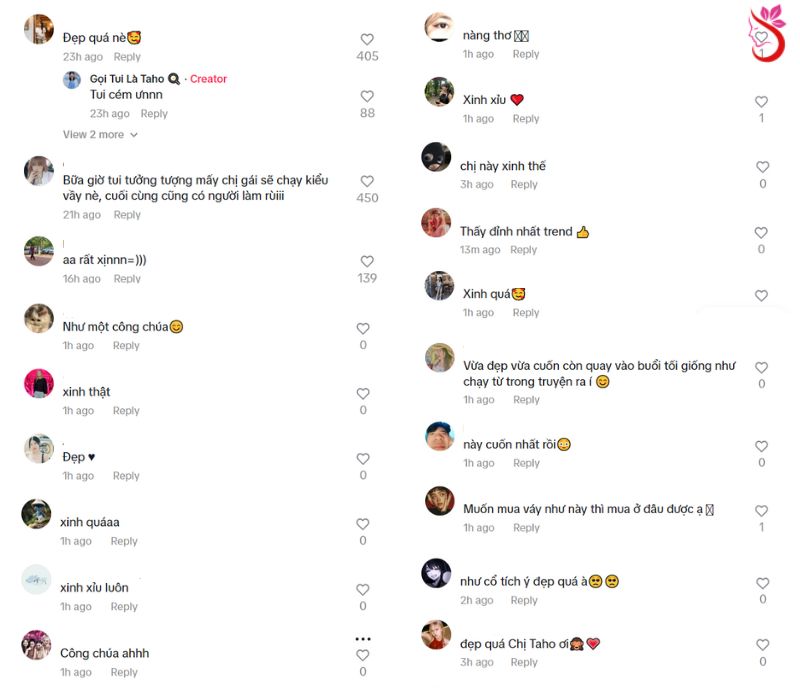 Đẹp quá nè🥰
405
23h ago Reply
Gọi Tui Là Taho 🍳 · Creator
Tui cém ưnnn
88
23h ago Reply
View 2 more
Bữa giờ tui tưởng tượng mấy chị gái sẽ chạy kiểu
vầy nè, cuối cùng cũng có người làm rùiii
450
21h ago Reply
aa rất xịnnn=)))
139
16h ago Reply
Như một công chúa😊
0
1h ago Reply
xinh thật
0
1h ago Reply
Đẹp ♥
0
1h ago Reply
xinh quáaa
0
1h ago Reply
xinh xỉu luôn
0
1h ago Reply
Công chúa ahhh
0
1h ago Reply
nàng thơ
1
1h ago Reply
Xinh xỉu ❤️
1
1h ago Reply
chị này xinh thế
0
3h ago Reply
Thấy đỉnh nhất trend 👍
0
13m ago Reply
Xinh quá🥰
1h ago Reply
Vừa đẹp vừa cuốn còn quay vào buổi tối giống như
chạy từ trong truyện ra í 😊
0
1h ago Reply
này cuốn nhất rồi😳
0
1h ago Reply
Muốn mua váy như này thì mua ở đâu được ạ
1
1h ago Reply
như cổ tích ý đẹp quá à🥺🥺
0
2h ago Reply
đẹp quá Chị Taho ơi🙈💗
0
3h ago Reply